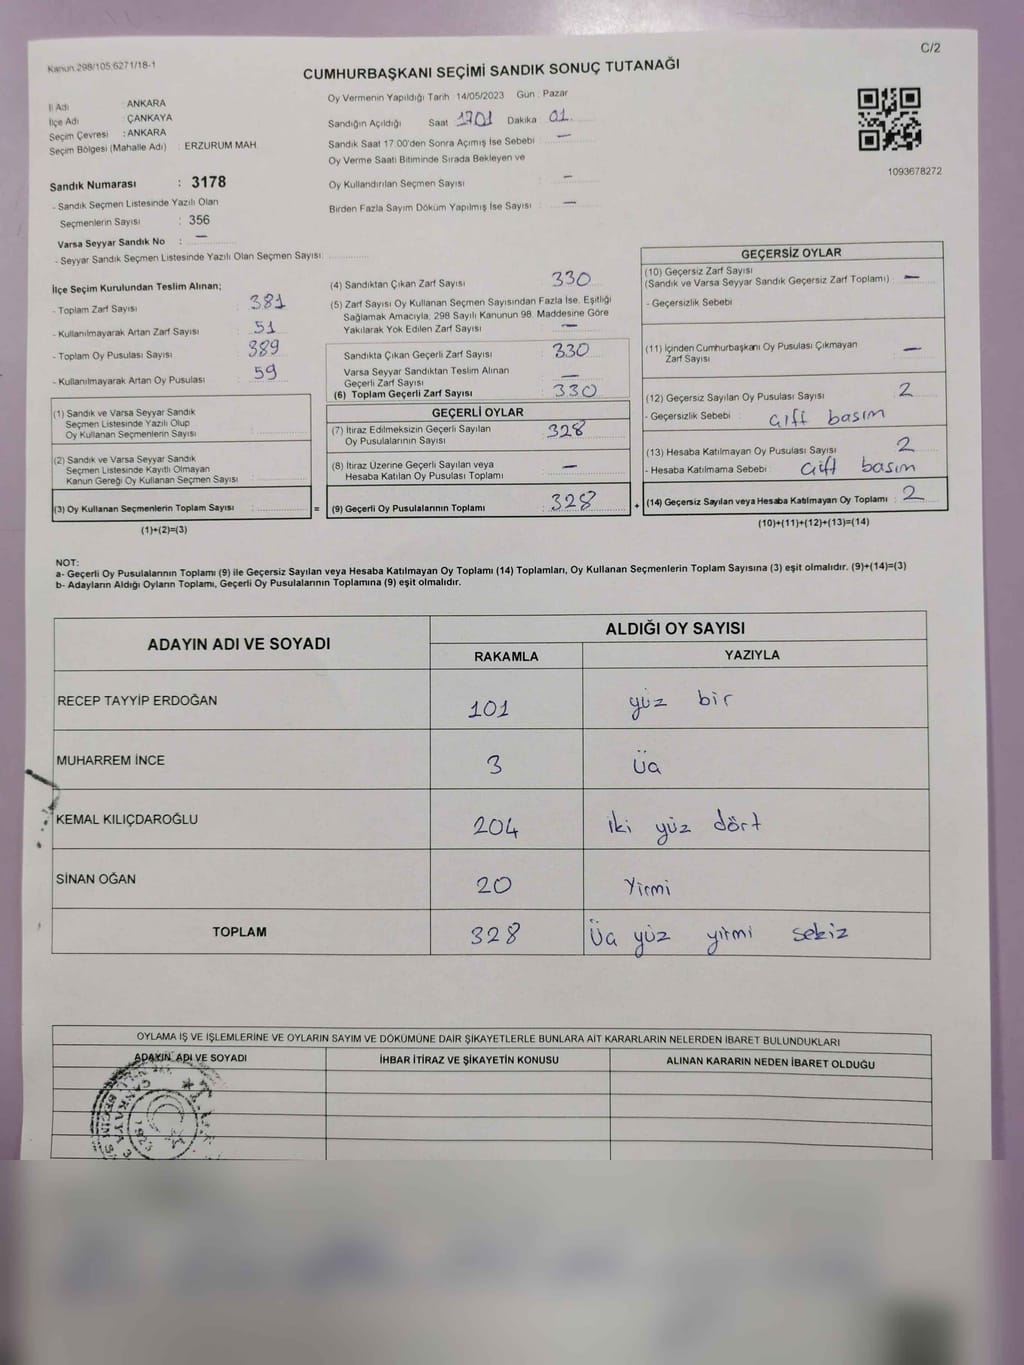 C/2
Kanun 298/105:6271/18-1
CUMHURBAŞKANI SEÇİMİ SANDIK SONUÇ TUTANAĞI
İl Adı : ANKARA
İlçe Adı : ÇANKAYA
Seçim Çevresi : ANKARA
Seçim Bölgesi (Mahalle Adı) : ERZURUM MAH.
Oy Vermenin Yapıldığı Tarih : 14/05/2023 Gün : Pazar
Sandığın Açıldığı Saat 1701 Dakika : 01
Sandık Saat 17.00'den Sonra Açımış İse Sebebi : —
Oy Verme Saati Bitiminde Sırada Bekleyen ve
Oy Kullandırılan Seçmen Sayısı : —
Birden Fazla Sayım Döküm Yapılmış İse Sayısı : —
1093678272
Sandık Numarası : 3178
- Sandık Seçmen Listesinde Yazılı Olan
Seçmenlerin Sayısı : 356
Varsa Seyyar Sandık No : —
- Seyyar Sandık Seçmen Listesinde Yazılı Olan Seçmen Sayısı:
İlçe Seçim Kurulundan Teslim Alınan;
- Toplam Zarf Sayısı : 381
- Kullanılmayarak Artan Zarf Sayısı : 51
- Toplam Oy Pusulası Sayısı : 389
- Kullanılmayarak Artan Oy Pusulası : 59
(1) Sandık ve Varsa Seyyar Sandık
Seçmen Listesinde Yazılı Olup
Oy Kullanan Seçmenlerin Sayısı :
(2) Sandık ve Varsa Seyyar Sandık
Seçmen Listesinde Kayıtlı Olmayan
Kanun Gereği Oy Kullanan Seçmen Sayısı :
(3) Oy Kullanan Seçmenlerin Toplam Sayısı : =
(1)+(2)=(3)
(4) Sandıktan Çıkan Zarf Sayısı : 330
(5) Zarf Sayısı Oy Kullanan Seçmen Sayısından Fazla İse, Eşitliği
Sağlamak Amacıyla, 298 Sayılı Kanunun 98. Maddesine Göre
Yakılarak Yok Edilen Zarf Sayısı : —
Sandıkta Çıkan Geçerli Zarf Sayısı : 330
Varsa Seyyar Sandıktan Teslim Alınan
Geçerli Zarf Sayısı : —
(6) Toplam Geçerli Zarf Sayısı : 330
GEÇERLİ OYLAR
(7) İtiraz Edilmeksizin Geçerli Sayılan
Oy Pusulalarının Sayısı : 328
(8) İtiraz Üzerine Geçerli Sayılan veya
Hesaba Katılan Oy Pusulası Toplamı : —
(9) Geçerli Oy Pusulalarının Toplamı : 328 +
GEÇERSİZ OYLAR
(10) Geçersiz Zarf Sayısı
(Sandık ve Varsa Seyyar Sandık Geçersiz Zarf Toplamı) : —
- Geçersizlik Sebebi :
(11) İçinden Cumhurbaşkanı Oy Pusulası Çıkmayan
Zarf Sayısı : —
(12) Geçersiz Sayılan Oy Pusulası Sayısı : 2
- Geçersizlik Sebebi : çift basım
(13) Hesaba Katılmayan Oy Pusulası Sayısı : 2
- Hesaba Katılmama Sebebi : çift basım
(14) Geçersiz Sayılan veya Hesaba Katılmayan Oy Toplamı : 2
(10)+(11)+(12)+(13)=(14)
NOT:
a- Geçerli Oy Pusulalarının Toplamı (9) ile Geçersiz Sayılan veya Hesaba Katılmayan Oy Toplamı (14) Toplamları, Oy Kullanan Seçmenlerin Toplam Sayısına (3) eşit olmalıdır. (9)+(14)=(3)
b- Adayların Aldığı Oyların Toplamı, Geçerli Oy Pusulalarının Toplamına (9) eşit olmalıdır.
ADAYIN ADI VE SOYADI ALDIĞI OY SAYISI
RAKAMLA YAZIYLA
RECEP TAYYİP ERDOĞAN 101 yüz bir
MUHARREM İNCE 3 üç
KEMAL KILIÇDAROĞLU 204 iki yüz dört
SİNAN OĞAN 20 Yirmi
TOPLAM 328 Üç yüz yirmi sekiz
OYLAMA İŞ VE İŞLEMLERİNE VE OYLARIN SAYIM VE DÖKÜMÜNE DAİR ŞİKAYETLERLE BUNLARA AİT KARARLARIN NELERDEN İBARET BULUNDUKLARI
ADAYIN ADI VE SOYADI İHBAR İTİRAZ VE ŞİKAYETİN KONUSU ALINAN KARARIN NEDEN İBARET OLDUĞU
ÇANKAYA